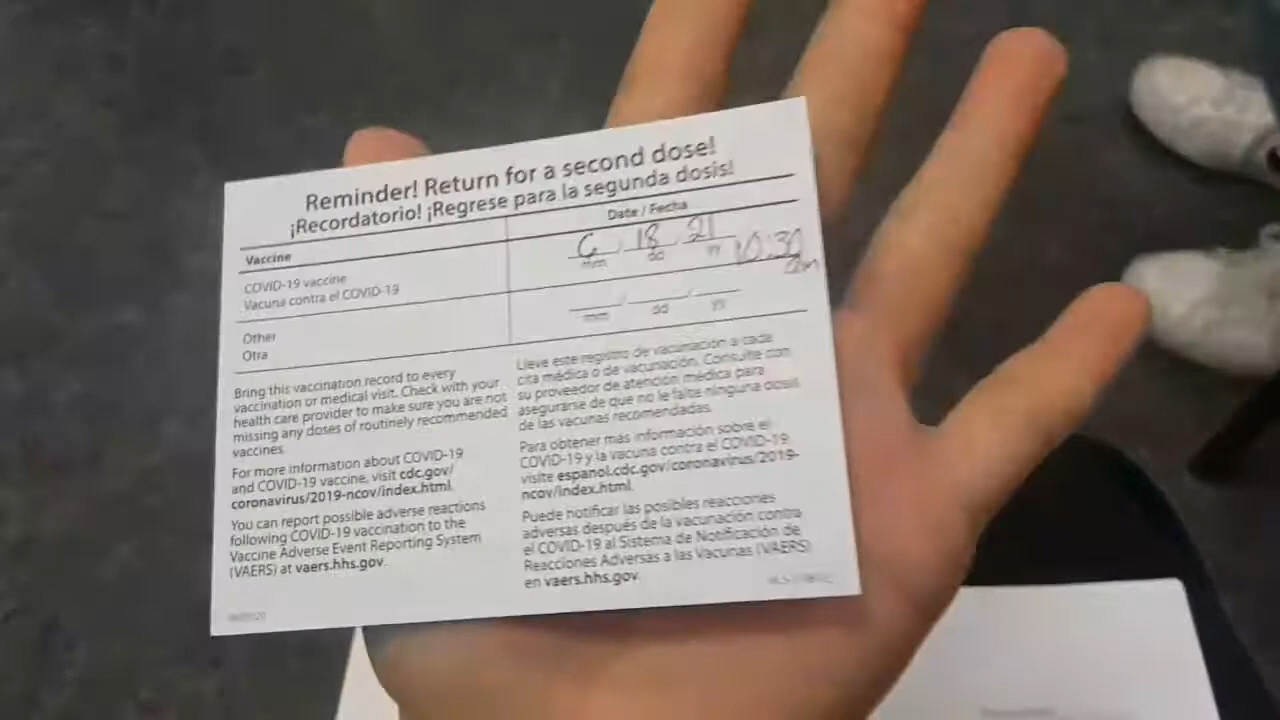 Reminder! Return for a second dose!
¡Recordatorio! ¡Regrese para la segunda dosis!
Vaccine
Date / Fecha
COVID-19 vaccine
Vacuna contra el COVID-19
6 / 18 / 21 10:30 am
mm dd yy
Other
Otra
mm dd yy
Bring this vaccination record to every
vaccination or medical visit. Check with your
health care provider to make sure you are not
missing any doses of routinely recommended
vaccines.
For more information about COVID-19
and COVID-19 vaccine, visit cdc.gov/
coronavirus/2019-ncov/index.html.
You can report possible adverse reactions
following COVID-19 vaccination to the
Vaccine Adverse Event Reporting System
(VAERS) at vaers.hhs.gov.
Lleve este registro de vacunación a cada
cita médica o de vacunación. Consulte con
su proveedor de atención médica para
asegurarse de que no le falte ninguna dosis
de las vacunas recomendadas.
Para obtener más información sobre el
COVID-19 y la vacuna contra el COVID-19
visite espanol.cdc.gov/coronavirus/2019-
ncov/index.html.
Puede notificar las posibles reacciones
adversas después de la vacunación contra
el COVID-19 al Sistema de Notificación de
Reacciones Adversas a las Vacunas (VAERS)
en vaers.hhs.gov.